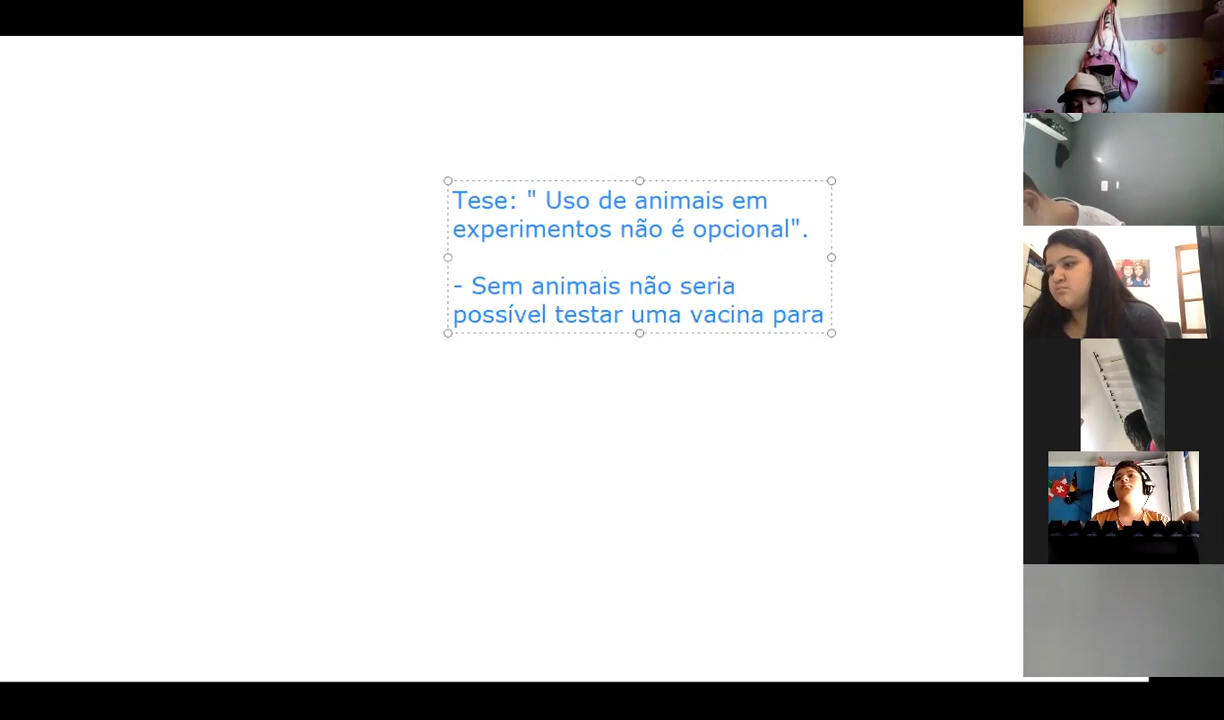 Tese: " Uso de animais em
experimentos não é opcional".
- Sem animais não seria
possível testar uma vacina para